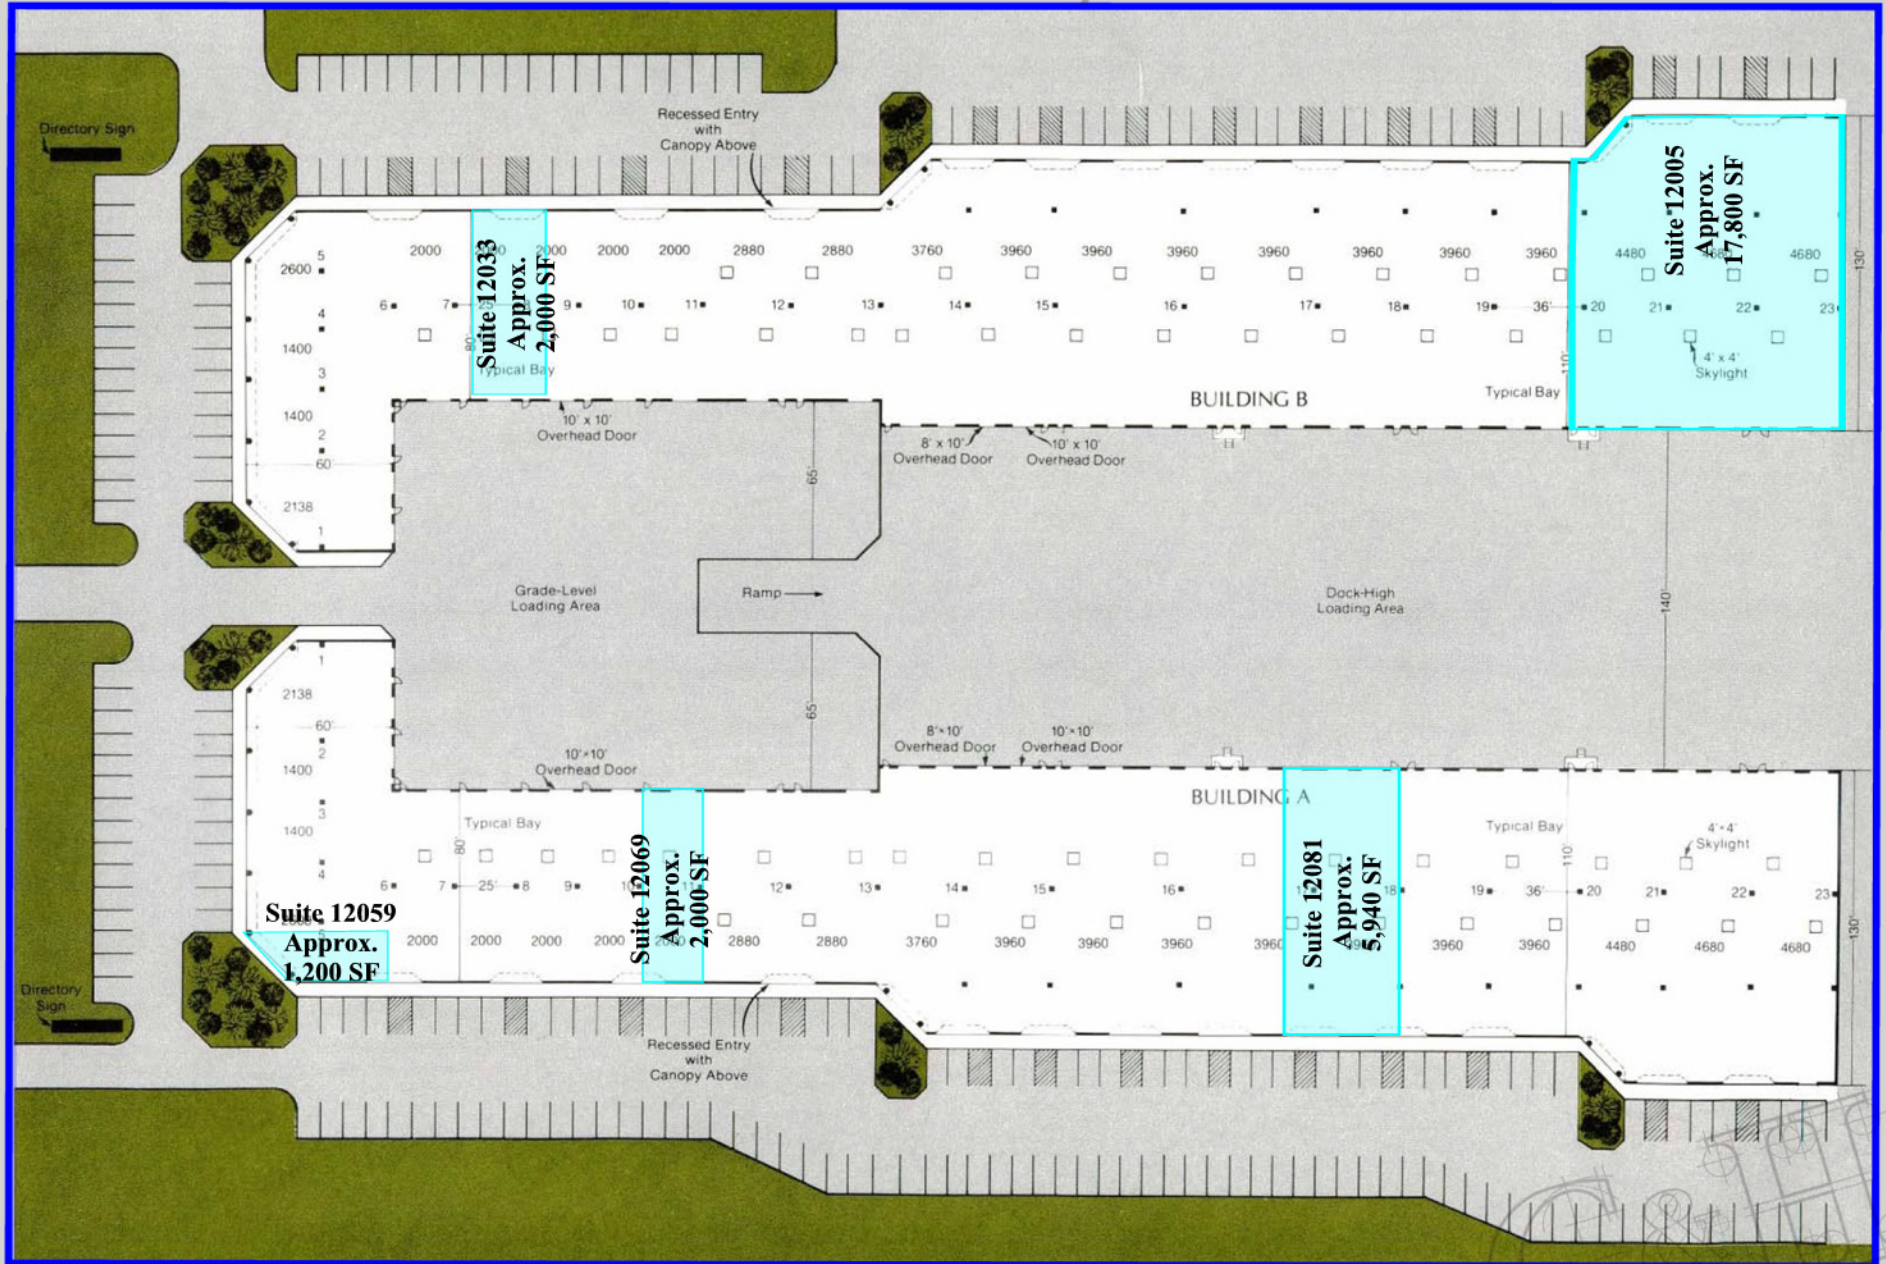 Directory Sign
Recessed Entry
with
Canopy Above
Suite 12005
Approx.
17,800 SF
Suite 12033
Approx.
2,000 SF
2000 2000 2000 2000 2880 2880 3760 3960 3960 3960 3960 3960 3960 3960 4480 4680 4680
130'
5
2600
4
1400
3
1400
2
60'
2138
1
6 7 25' 9 10 11 12 13 14 15 16 17 18 19 36' 20 21 22 23
80'
Typical Bay
4' x 4'
Skylight
110'
Typical Bay
BUILDING B
10' x 10'
Overhead Door
8' x 10'
Overhead Door
10' x 10'
Overhead Door
65'
Grade-Level
Loading Area
Ramp
Dock-High
Loading Area
140'
65'
1
2138
60'
2
1400
3
1400
4
8'×10'
Overhead Door
10'×10'
Overhead Door
10'×10'
Overhead Door
BUILDING A
Typical Bay
80'
Typical Bay
110'
4'×4'
Skylight
6 7 25' 8 9 10 11 12 13 14 15 16 17 18 19 36' 20 21 22 23
Suite 12059
Approx.
1,200 SF
Suite 12069
Approx.
2,000 SF
Suite 12081
Approx.
5,940 SF
2000 2000 2000 2000 2880 2880 3760 3960 3960 3960 3960 3960 3960 4480 4680 4680
130'
Directory
Sign
Recessed Entry
with
Canopy Above